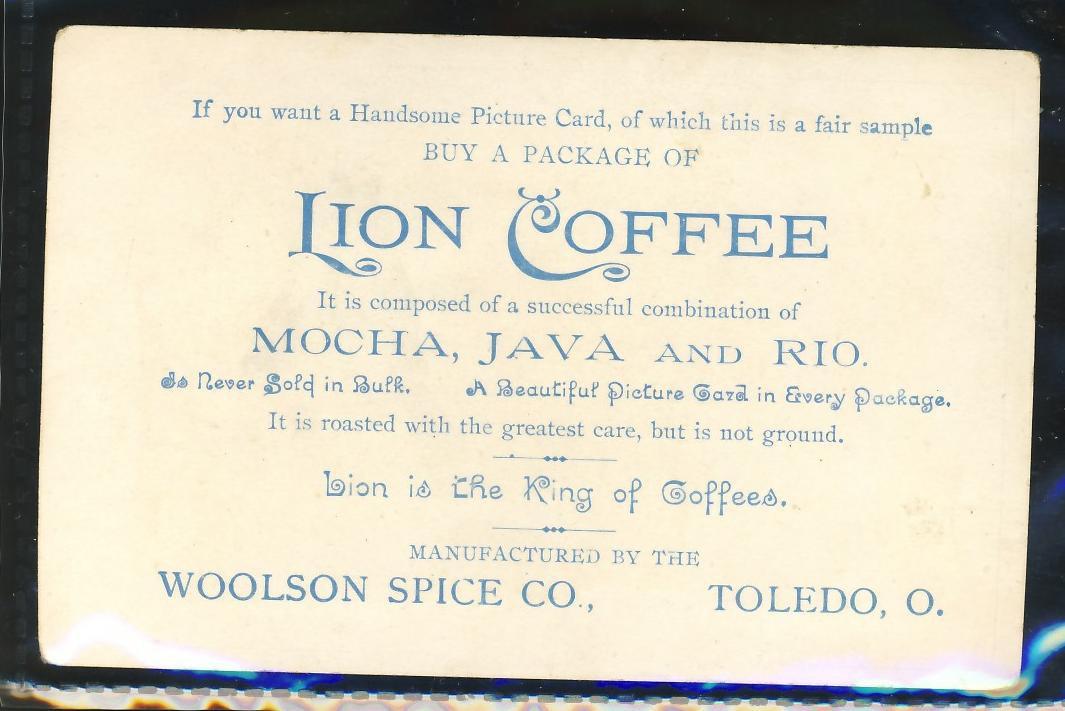 If you want a Handsome Picture Card, of which this is a fair sample
BUY A PACKAGE OF
LION COFFEE
It is composed of a successful combination of
MOCHA, JAVA AND RIO.
Is Never Sold in Bulk. A Beautiful Picture Card in Every Package.
It is roasted with the greatest care, but is not ground.
Lion is the King of Coffees.
MANUFACTURED BY THE
WOOLSON SPICE CO., TOLEDO, O.